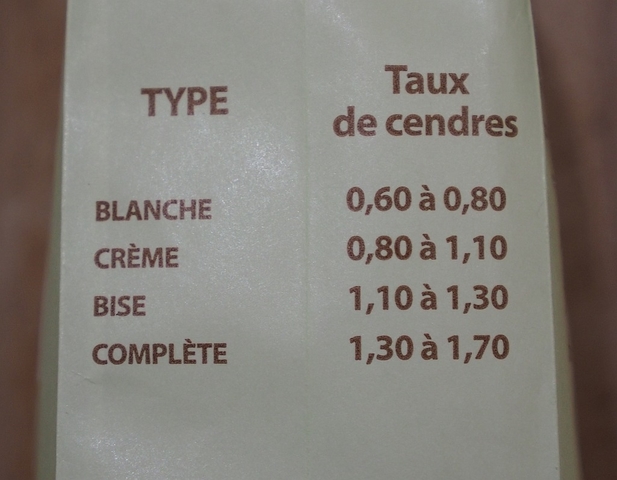 TYPE
Taux
de cendres
BLANCHE 0,60 à 0,80
CRÈME 0,80 à 1,10
BISE 1,10 à 1,30
COMPLÈTE 1,30 à 1,70